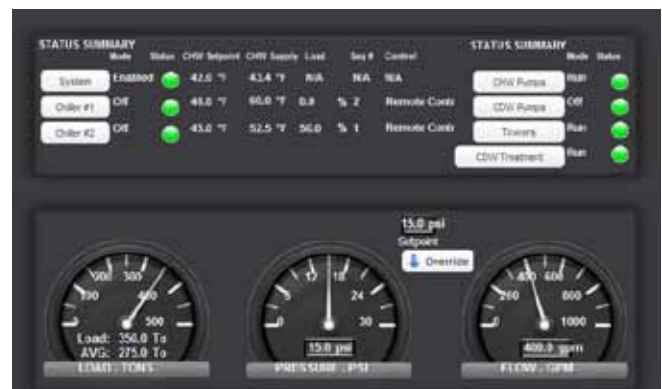 STATUS SUMMARY
Mode Status CHW Setpoint CHW Supply Load Seq # Control
System Enabled 42.0 °F 43.4 °F N/A N/A N/A
Chiller #1 Off 45.0 °F 60.0 °F 0.0 % 2 Remote Contr
Chiller #2 Off 45.0 °F 52.5 °F 50.0 % 1 Remote Contr
STATUS SUMMARY
Mode Status
CHW Pumps Run
CDW Pumps Off
Towers Run
CDW Treatment Run
15.0 psi
Setpoint
Override
300
100 400
0 500
Load: 350.0 To
AVG: 275.0 To
LOAD - TONS
12 18
6 24
0 30
15.0 psi
PRESSURE - PSI
400 600
200 800
0 1000
400.0 gpm
FLOW - GPM